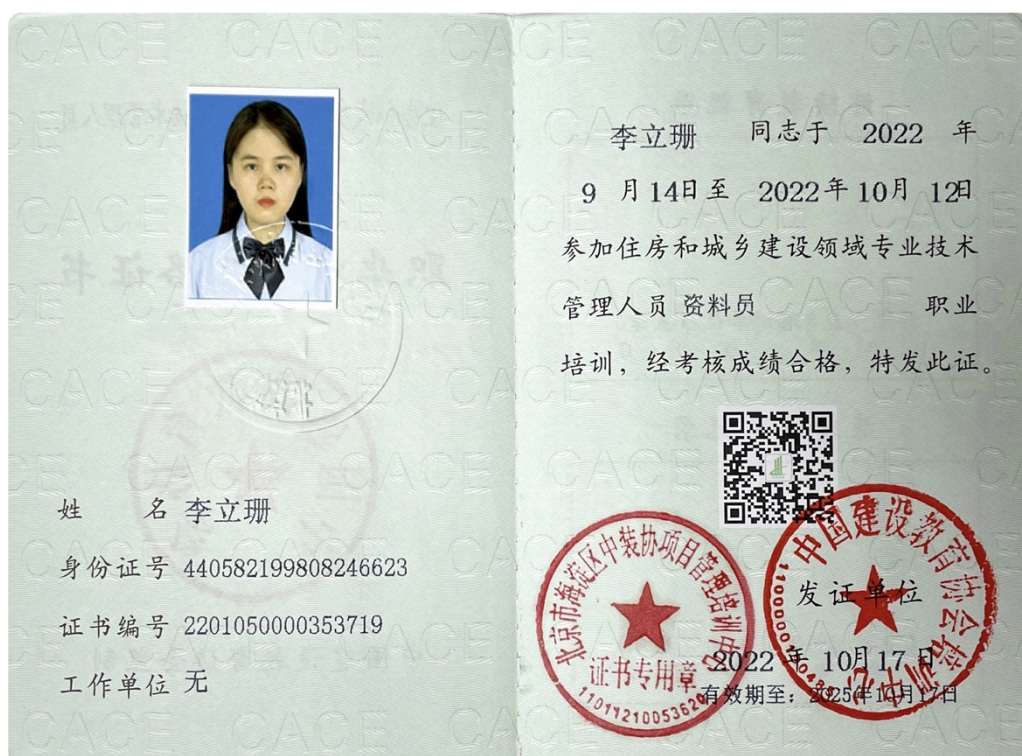 李立珊 同志于 2022 年
9 月 14日至 2022年10月 12日
参加住房和城乡建设领域专业技术
管理人员 资料员 职业
培训，经考核成绩合格，特发此证。
姓 名 李立珊
身份证号 440582199808246623
证书编号 2201050000353719
工作单位 无
北京市海淀区中装协项目管理培训中心
证书专用章
1101121005362
中国建设教育协会培训中心
发证单位
2022 年 10月17 日
有效期至：2025年10月17日
CACE